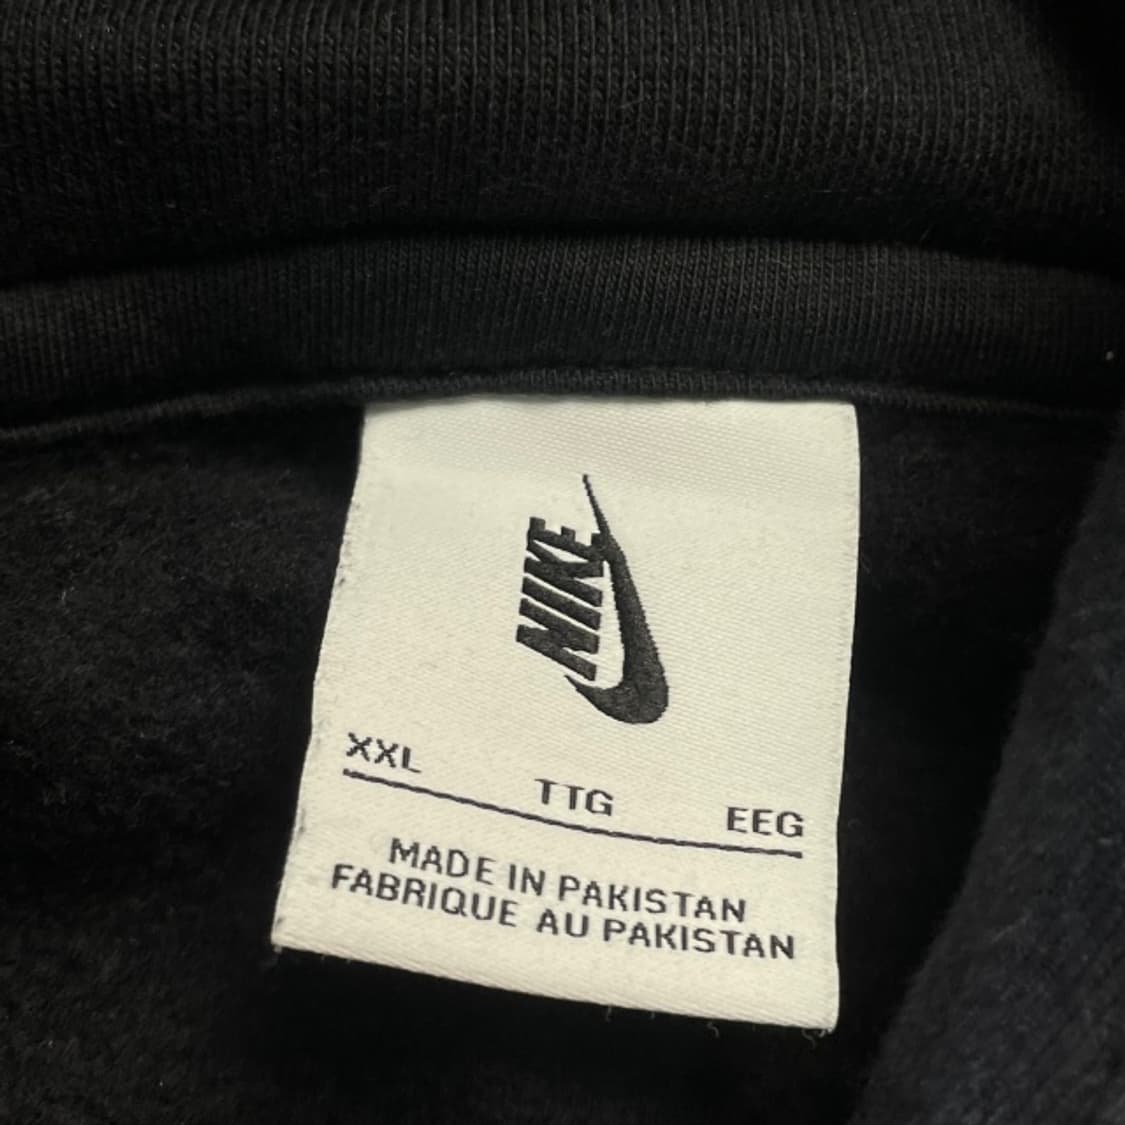 NIKE
XXL TTG EEG
MADE IN PAKISTAN
FABRIQUE AU PAKISTAN